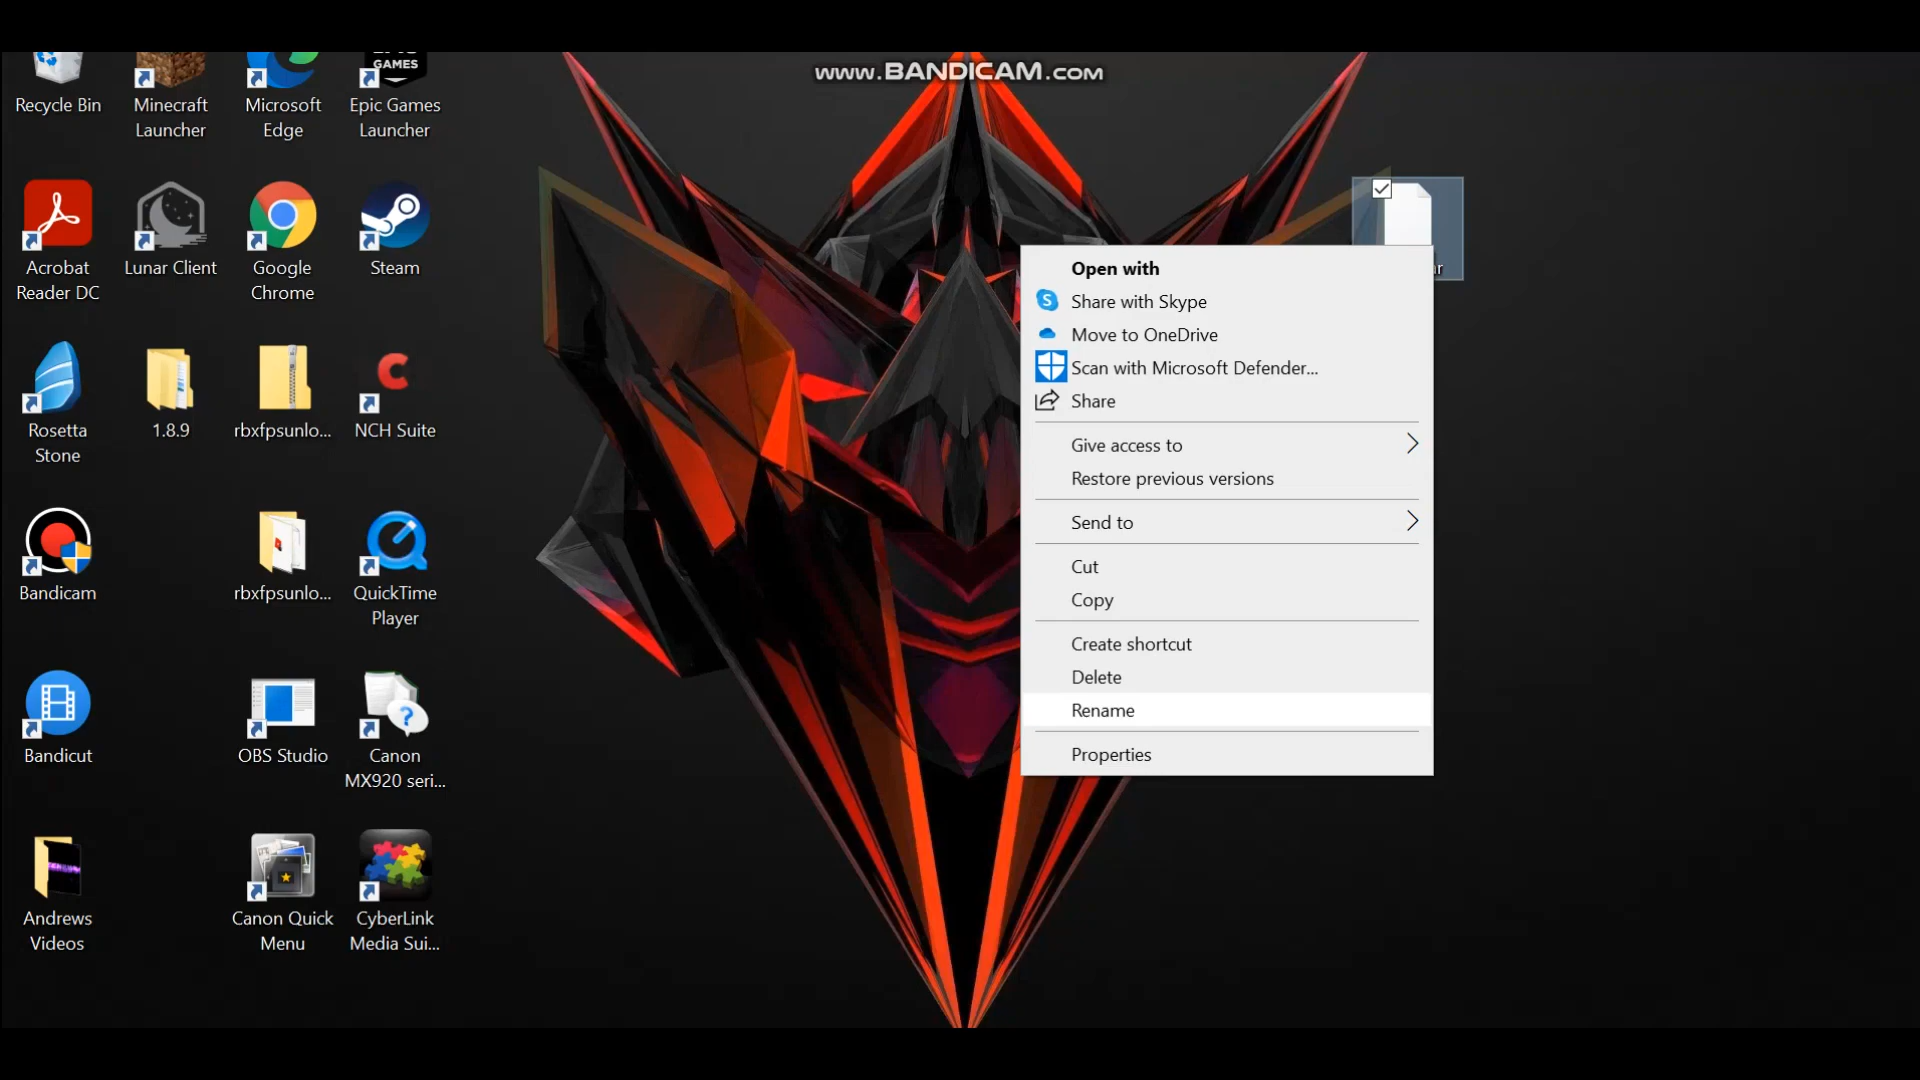 www.BANDICAM.com
GAMES
Recycle Bin
Minecraft
Launcher
Microsoft
Edge
Epic Games
Launcher
Acrobat
Reader DC
Lunar Client
Google
Chrome
Steam
Rosetta
Stone
1.8.9
rbxfpsunlo...
NCH Suite
Bandicam
rbxfpsunlo...
QuickTime
Player
Bandicut
OBS Studio
Canon
MX920 seri...
Andrews
Videos
Canon Quick
Menu
CyberLink
Media Sui...
Open with
Share with Skype
Move to OneDrive
Scan with Microsoft Defender...
Share
Give access to
Restore previous versions
Send to
Cut
Copy
Create shortcut
Delete
Rename
Properties